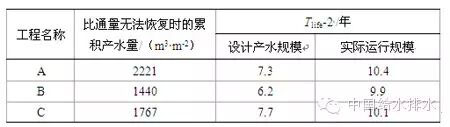 工程名称 比通量无法恢复时的累积产水量/(m³·m-2) Tlife-2/年
设计产水规模 实际运行规模
A 2221 7.3 10.4
B 1440 6.2 9.9
C 1767 7.7 10.1
中国给水排水